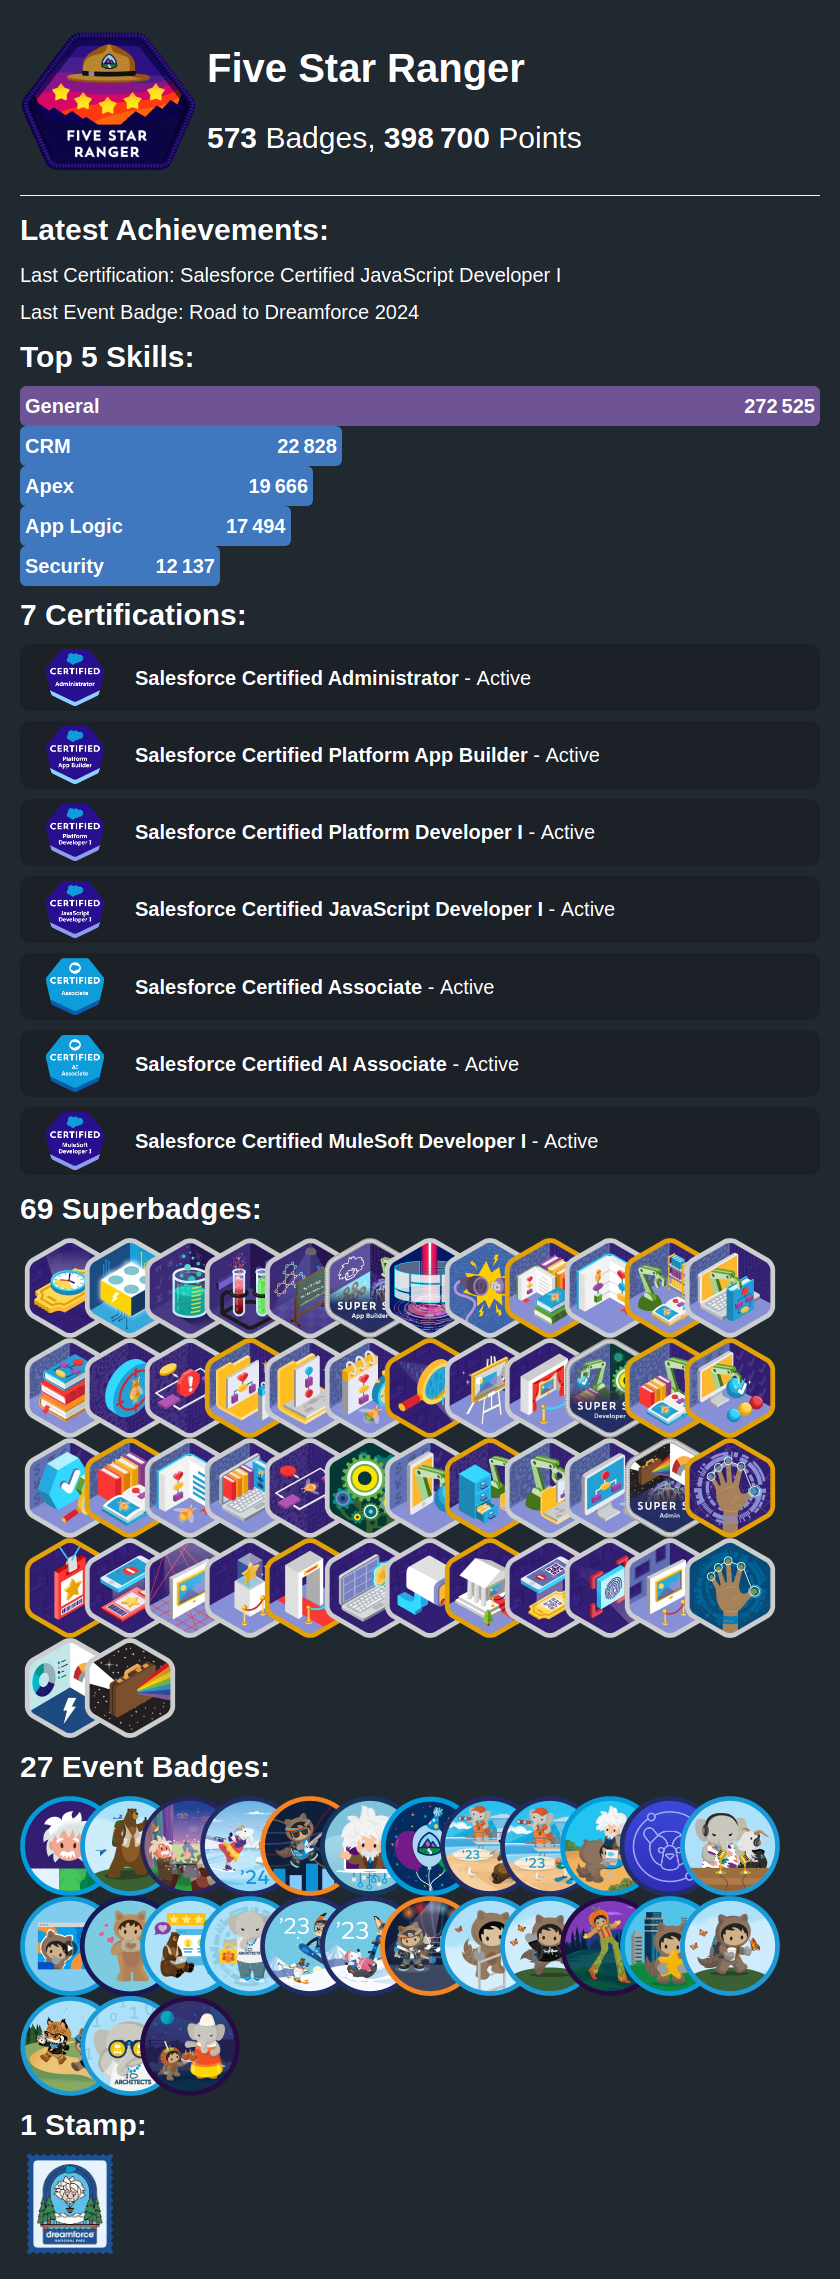 FIVE STAR
RANGER
Five Star Ranger
573 Badges, 398 700 Points
Latest Achievements:
Last Certification: Salesforce Certified JavaScript Developer I
Last Event Badge: Road to Dreamforce 2024
Top 5 Skills:
General 272 525
CRM 22 828
Apex 19 666
App Logic 17 494
Security 12 137
7 Certifications:
CERTIFIED
Administrator
Salesforce Certified Administrator - Active
CERTIFIED
Platform
App Builder
Salesforce Certified Platform App Builder - Active
CERTIFIED
Platform
Developer I
Salesforce Certified Platform Developer I - Active
CERTIFIED
JavaScript
Developer I
Salesforce Certified JavaScript Developer I - Active
CERTIFIED
Associate
Salesforce Certified Associate - Active
CERTIFIED
AI
Associate
Salesforce Certified AI Associate - Active
CERTIFIED
MuleSoft
Developer I
Salesforce Certified MuleSoft Developer I - Active
69 Superbadges:
SUPER S
App Builder
SUPER S
Developer
SUPER S
Admin
27 Event Badges:
'24
'23
'23
ARCHITECTS
'23
'23
ARCHITECTS
1 Stamp:
dreamforce
NATIONAL PARK